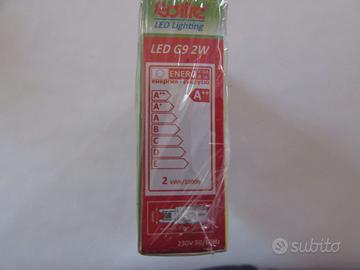 LED Lighting
LED G9 2W
ENERG
A++
A++
A+
A
B
C
D
E
2 kWh/1000h
230V 50/60Hz
subito